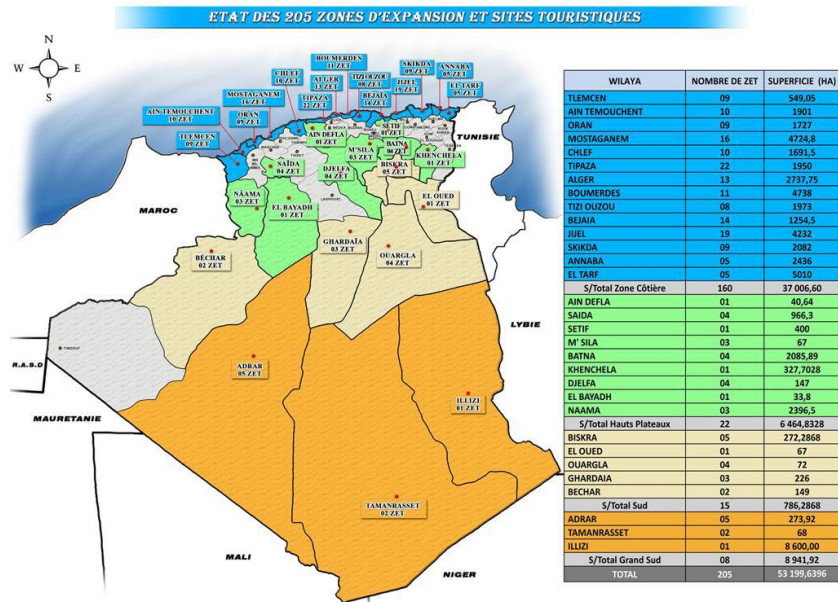 ETAT DES 205 ZONES D'EXPANSION ET SITES TOURISTIQUES
N
W
E
S
BOUMERDES
11 ZET
SKIKDA
09 ZET
ANNABA
05 ZET
CHLEF
10 ZET
ALGER
13 ZET
TIZI OUZOU
08 ZET
JIJEL
19 ZET
EL TARF
05 ZET
MOSTAGANEM
16 ZET
TIPAZA
22 ZET
BÉJAÏA
14 ZET
AIN TEMOUCHENT
10 ZET
ORAN
09 ZET
TLEMCEN
09 ZET
AIN DEFLA
01 ZET
SETIF
01 ZET
TUNISIE
M'SILA
03 ZET
BATNA
04 ZET
KHENCHELA
01 ZET
SAÏDA
04 ZET
DJELFA
04 ZET
BISKRA
05 ZET
NÂAMA
03 ZET
EL BAYADH
01 ZET
EL OUED
01 ZET
MAROC
GHARDAÏA
03 ZET
OUARGLA
04 ZET
BÉCHAR
02 ZET
LYBIE
TINDOUF
R.A.S.D
ADRAR
05 ZET
ILLIZI
01 ZET
MAURETANIE
TAMANRASSET
02 ZET
MALI
NIGER
WILAYA NOMBRE DE ZET SUPERFICIE (HA)
TLEMCEN 09 549,05
AIN TEMOUCHENT 10 1901
ORAN 09 1727
MOSTAGANEM 16 4724,8
CHLEF 10 1691,5
TIPAZA 22 1950
ALGER 13 2737,75
BOUMERDES 11 4738
TIZI OUZOU 08 1973
BEJAIA 14 1254,5
JIJEL 19 4232
SKIKDA 09 2082
ANNABA 05 2436
EL TARF 05 5010
S/Total Zone Côtière 160 37 006,60
AIN DEFLA 01 40,64
SAIDA 04 966,3
SETIF 01 400
M' SILA 03 67
BATNA 04 2085,89
KHENCHELA 01 327,7028
DJELFA 04 147
EL BAYADH 01 33,8
NAAMA 03 2396,5
S/Total Hauts Plateaux 22 6 464,8328
BISKRA 05 272,2868
EL OUED 01 67
OUARGLA 04 72
GHARDAIA 03 226
BECHAR 02 149
S/Total Sud 15 786,2868
ADRAR 05 273,92
TAMANRASSET 02 68
ILLIZI 01 8 600,00
S/Total Grand Sud 08 8 941,92
TOTAL 205 53 199,6396